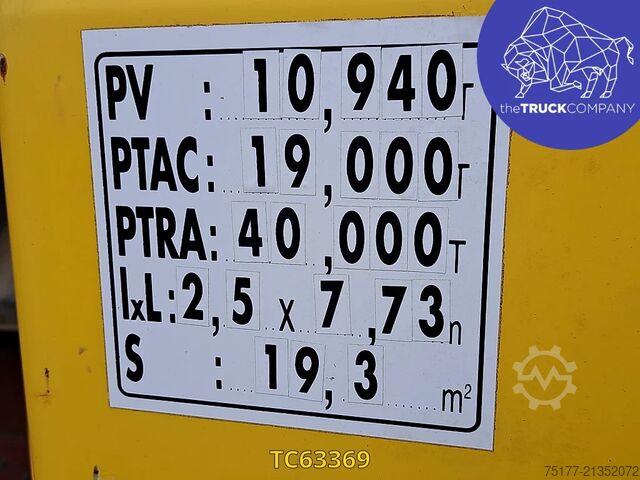 PV : 10,940T
PTAC: 19,000T
PTRA: 40,000T
lxL: 2,5 x 7,73m
S : 19,3 m²
theTRUCKCOMPANY
TC63369
75177-21352072